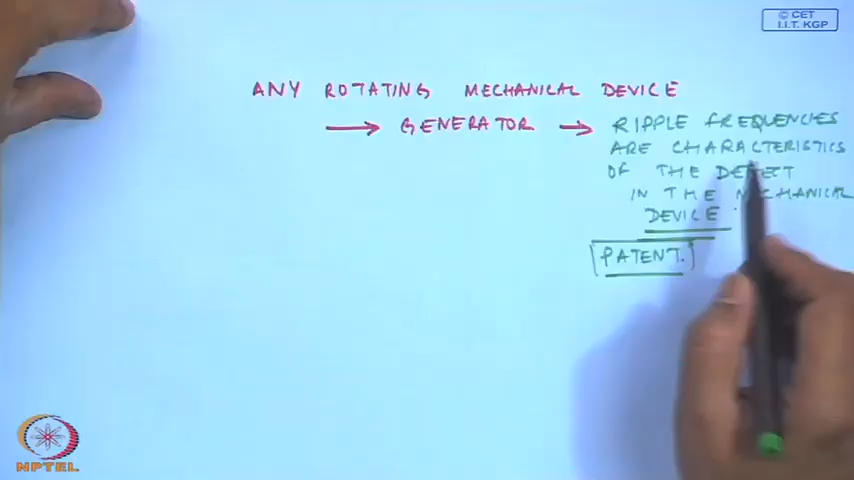 © CET
I.I.T. KGP
ANY ROTATING MECHANICAL DEVICE
→ GENERATOR → RIPPLE FREQUENCIES
ARE CHARACTERISTICS
OF THE DEFECT
IN THE MECHANICAL
DEVICE.
[PATENT.]
NPTEL